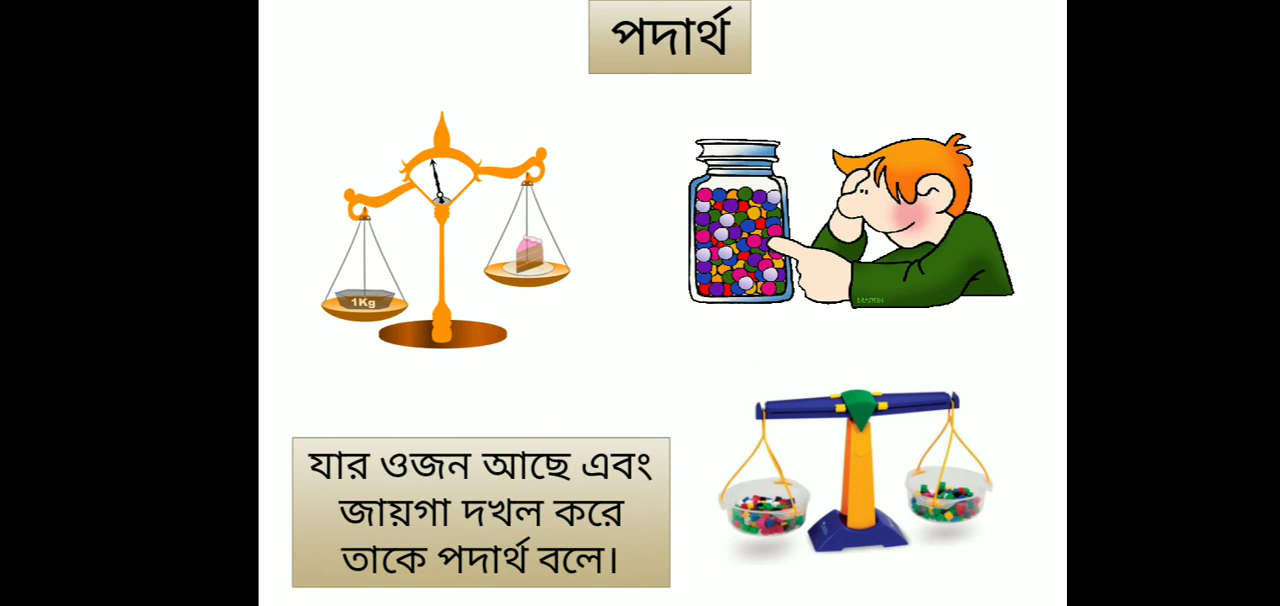 পদার্থ
1Kg
যার ওজন আছে এবং
জায়গা দখল করে
তাকে পদার্থ বলে।